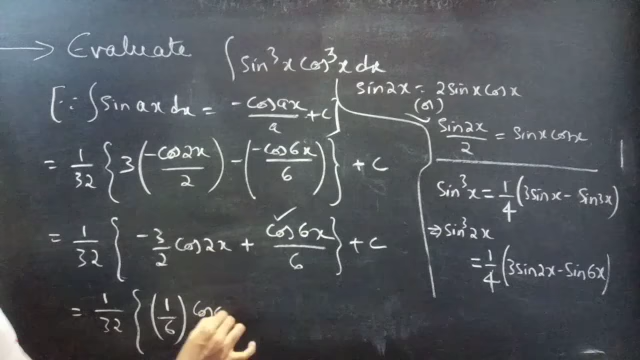 → Evaluate ∫ sin³x cos³x dx
[∵ ∫ sin ax dx = -cos ax/a + c]
= 1/32 { 3(-cos2x/2) - (-cos6x/6) } + c
= 1/32 { -3/2 cos2x + cos6x/6 } + c
= 1/32 { (1/6) cos
sin2x = 2sinx cosx
(or)
sin2x/2 = sinx cosx
sin³x = 1/4 (3sinx - sin3x)
⇒ sin³2x
= 1/4 (3sin2x - sin6x)